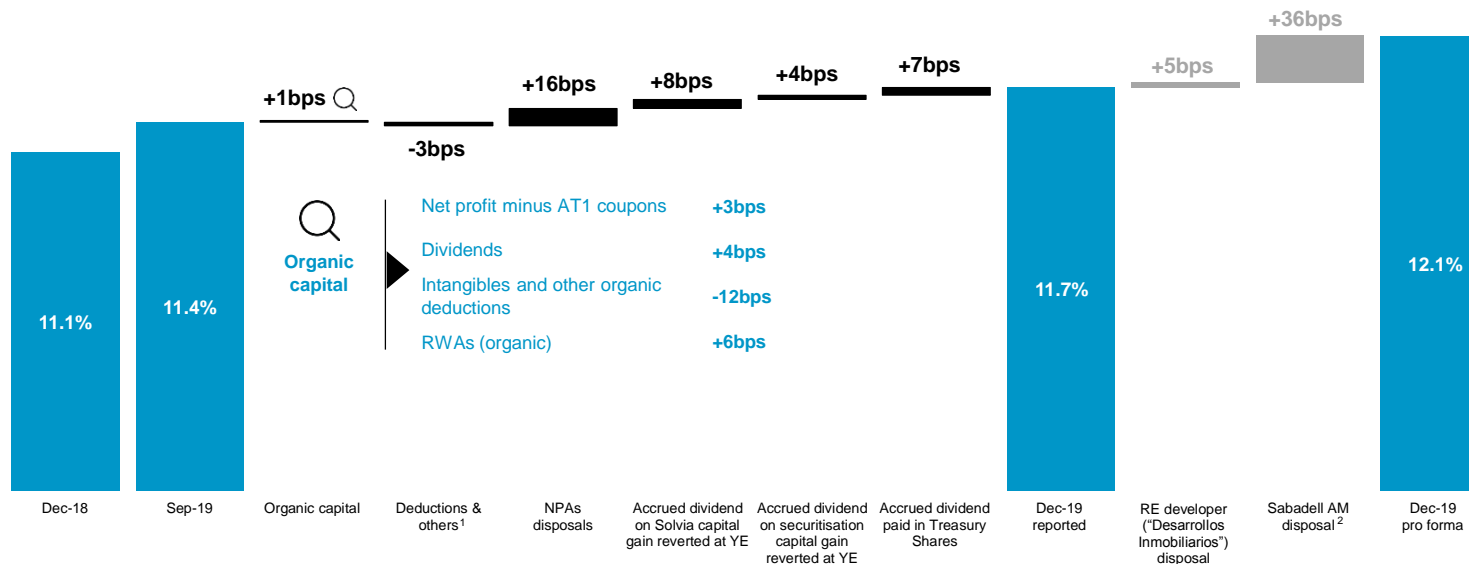 +36bps
+5bps
+7bps
+4bps
+8bps
+16bps
+1bps
-3bps
Net profit minus AT1 coupons +3bps
Dividends +4bps
Intangibles and other organic
deductions
-12bps
RWAs (organic) +6bps
Organic
capital
11.1%
11.4%
11.7%
12.1%
Dec-18
Sep-19
Organic capital
Deductions &
others1
NPAs
disposals
Accrued dividend
on Solvia capital
gain reverted at YE
Accrued dividend
on securitisation
capital gain
reverted at YE
Accrued dividend
paid in Treasury
Shares
Dec-19
reported
RE developer
("Desarrollos
Inmobiliarios")
disposal
Sabadell AM
disposal 2
Dec-19
pro forma